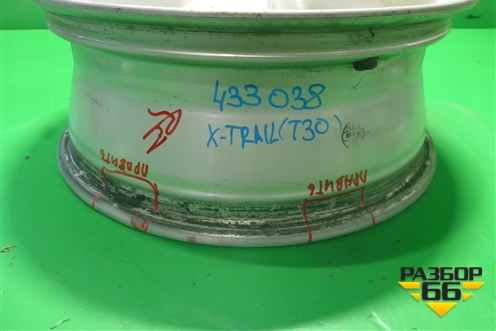 433038
X-TRAIL(T30)
ПРАВИТЬ
ПРАВИТЬ
РАЗБОР
66